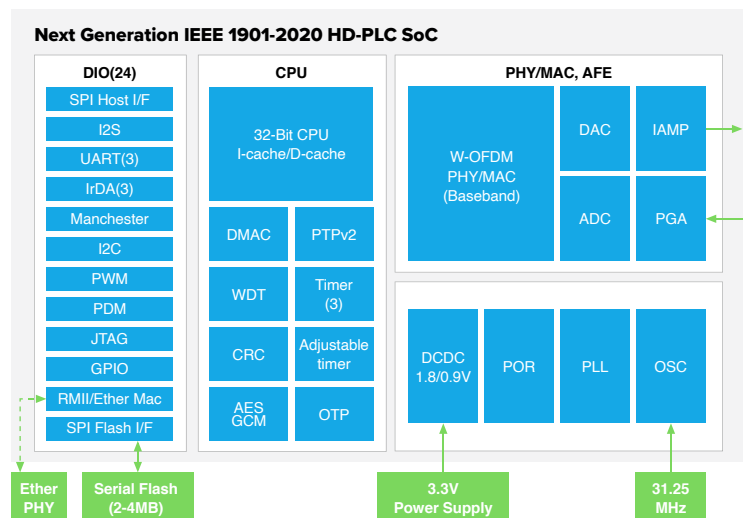 Next Generation IEEE 1901-2020 HD-PLC SoC
DIO(24)
SPI Host I/F
I2S
UART(3)
IrDA(3)
Manchester
I2C
PWM
PDM
JTAG
GPIO
RMII/Ether Mac
SPI Flash I/F
CPU
32-Bit CPU
I-cache/D-cache
DMAC
PTPv2
WDT
Timer
(3)
CRC
Adjustable
timer
AES
GCM
OTP
PHY/MAC, AFE
W-OFDM
PHY/MAC
(Baseband)
DAC
IAMP
ADC
PGA
DCDC
1.8/0.9V
POR
PLL
OSC
Ether
PHY
Serial Flash
(2-4MB)
3.3V
Power Supply
31.25
MHz